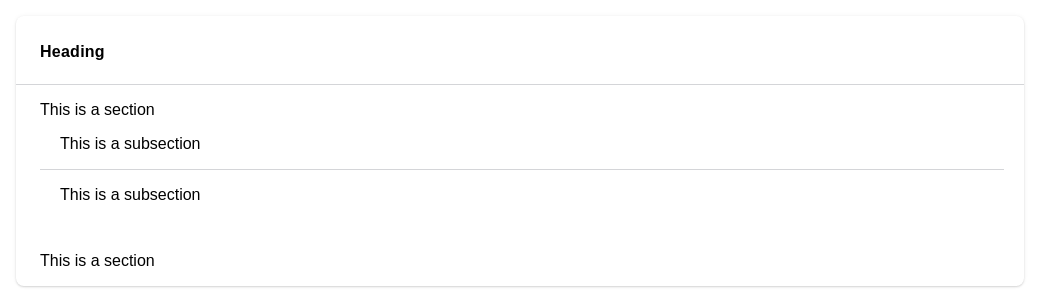 Heading
This is a section
This is a subsection
This is a subsection
This is a section